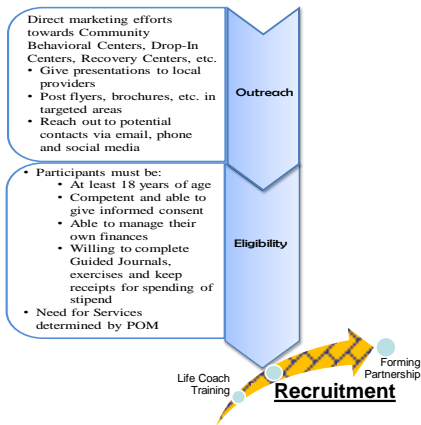 Direct marketing efforts
towards Community
Behavioral Centers, Drop-In
Centers, Recovery Centers, etc.
• Give presentations to local
providers
• Post flyers, brochures, etc. in
targeted areas
• Reach out to potential
contacts via email, phone
and social media
Outreach
• Participants must be:
• At least 18 years of age
• Competent and able to
give informed consent
• Able to manage their
own finances
• Willing to complete
Guided Journals,
exercises and keep
receipts for spending of
stipend
• Need for Services
determined by POM
Eligibility
Life Coach
Training
Forming
Partnership
Recruitment